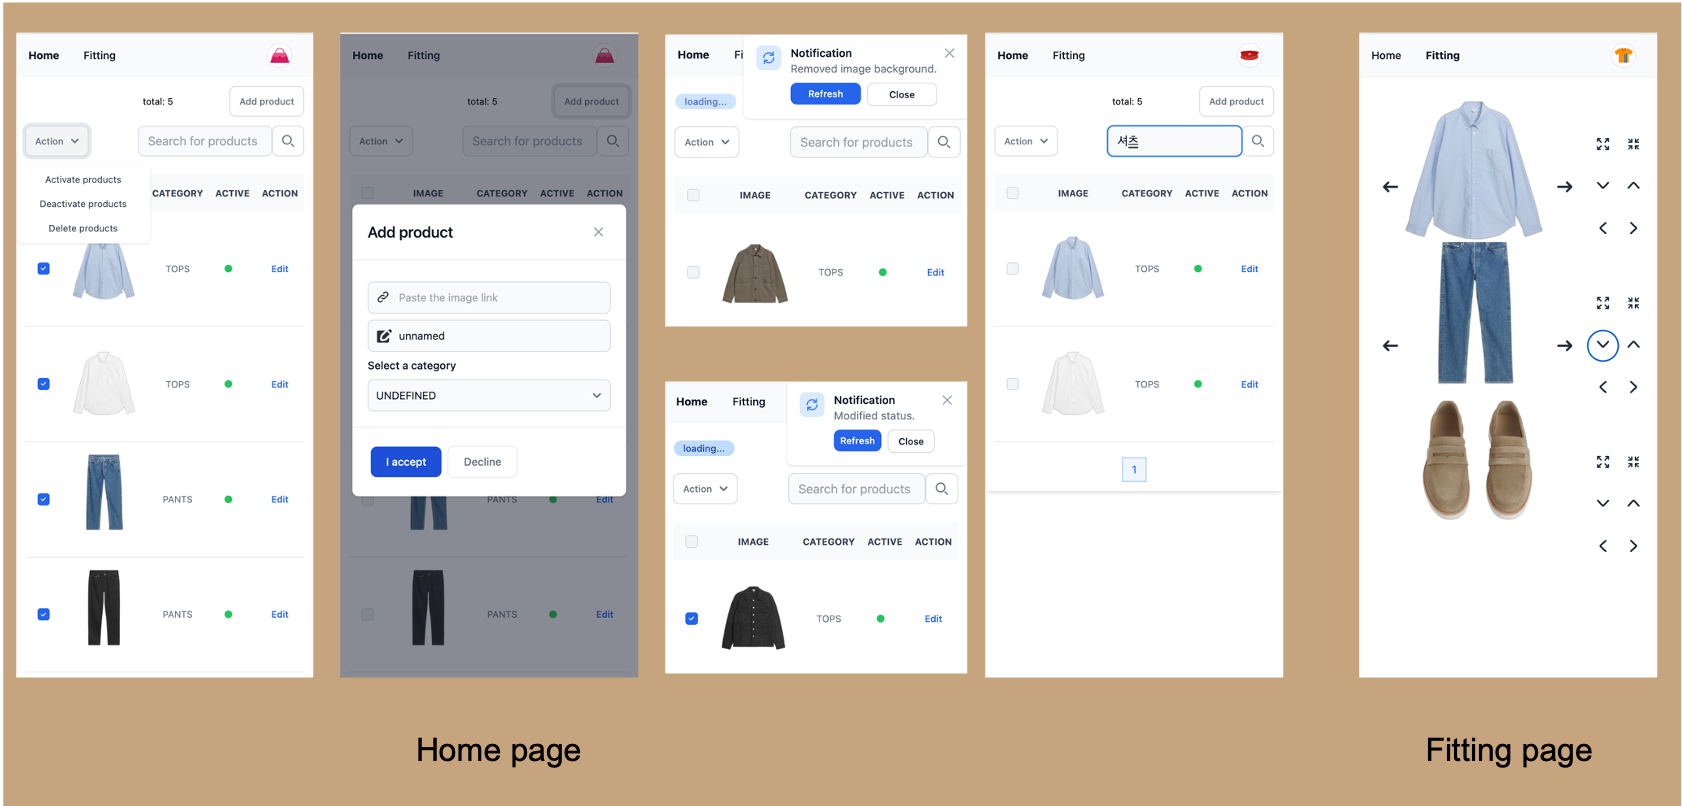 Home Fitting
total: 5 Add product
Action Search for products
Activate products
Deactivate products
Delete products
CATEGORY ACTIVE ACTION
TOPS Edit
TOPS Edit
PANTS Edit
PANTS Edit
Home Fitting
total: 5 Add product
Action Search for products
IMAGE CATEGORY ACTIVE ACTION
Add product
Paste the image link
unnamed
Select a category
UNDEFINED
I accept Decline
PANTS Edit
PANTS Edit
Home Fi
Notification
Removed image background.
Refresh Close
loading...
Action Search for products
IMAGE CATEGORY ACTIVE ACTION
TOPS Edit
Home Fitting
Notification
Modified status.
Refresh Close
loading...
Action Search for products
IMAGE CATEGORY ACTIVE ACTION
TOPS Edit
Home Fitting
total: 5 Add product
Action 셔츠
IMAGE CATEGORY ACTIVE ACTION
TOPS Edit
TOPS Edit
1
Home Fitting
Home page
Fitting page